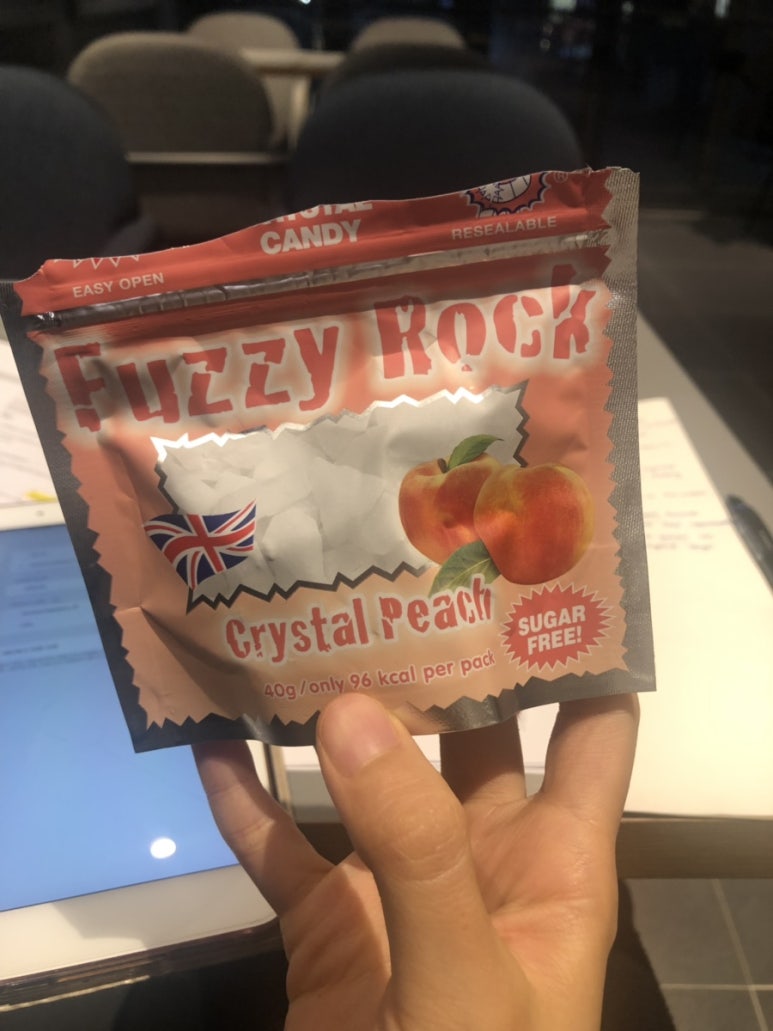 CANDY
RESEALABLE
EASY OPEN
Fuzzy Rock
Crystal Peach
SUGAR
FREE!
40g/only 96 kcal per pack